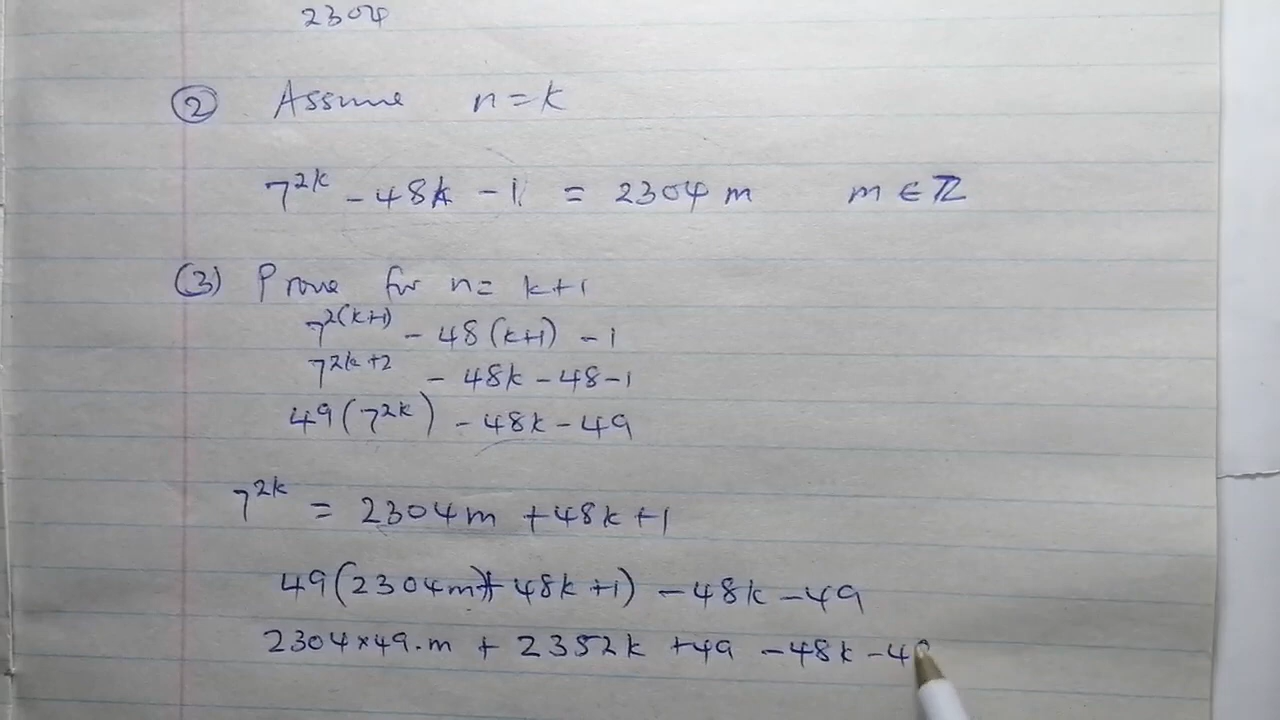 2304
② Assume n=k
7^{2k} - 48k - 1 = 2304m m ∈ ℤ
(3) Prove for n= k+1
7^{2(k+1)} - 48(k+1) - 1
7^{2k+2} - 48k - 48 - 1
49(7^{2k}) - 48k - 49
7^{2k} = 2304m + 48k + 1
49(2304m + 48k + 1) - 48k - 49
2304×49.m + 2352k + 49 - 48k - 4